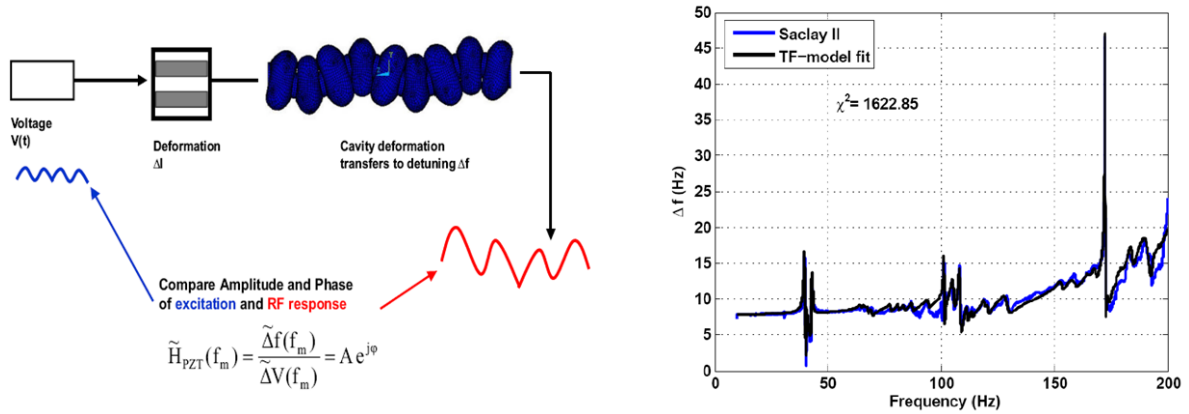 Voltage
V(t)
Deformation
Δl
Cavity deformation
transfers to detuning Δf
Compare Amplitude and Phase
of excitation and RF response
H̃PZT(fm) = Δ̃f(fm) / Δ̃V(fm) = A e^jφ
Saclay II
TF-model fit
χ²= 1622.85
50
45
40
35
30
25
20
15
10
5
0
Δ f (Hz)
0 50 100 150 200
Frequency (Hz)